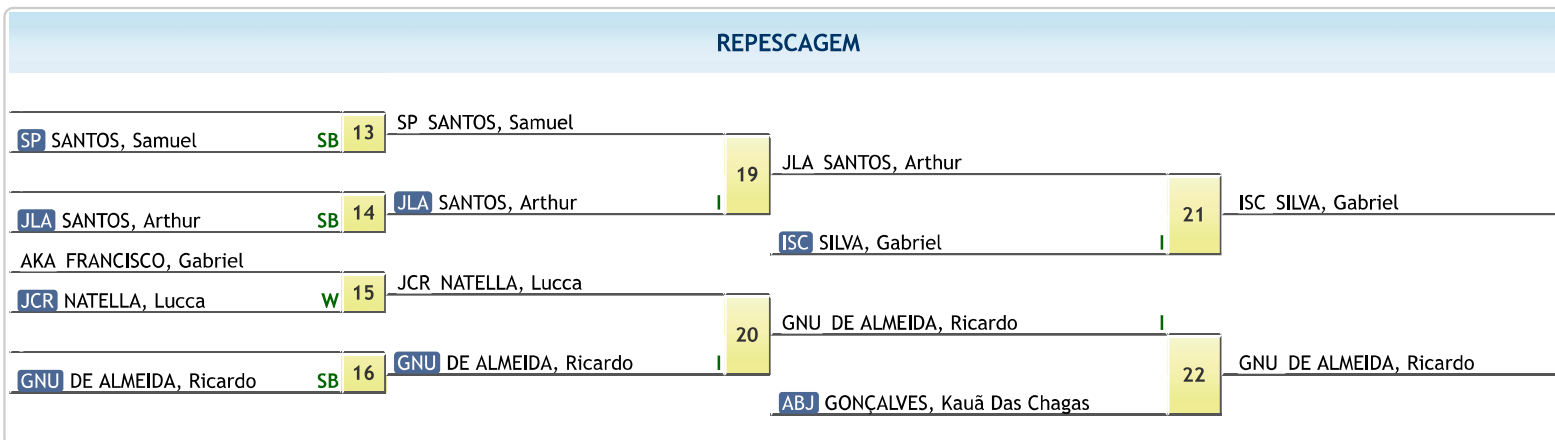 REPESCAGEM
SP SANTOS, Samuel SB
13
SP SANTOS, Samuel
JLA SANTOS, Arthur SB
14
JLA SANTOS, Arthur I
19
JLA SANTOS, Arthur
ISC SILVA, Gabriel I
21
ISC SILVA, Gabriel
AKA FRANCISCO, Gabriel
JCR NATELLA, Lucca W
15
JCR NATELLA, Lucca
GNU DE ALMEIDA, Ricardo SB
16
GNU DE ALMEIDA, Ricardo I
20
GNU DE ALMEIDA, Ricardo I
ABJ GONÇALVES, Kauã Das Chagas
22
GNU DE ALMEIDA, Ricardo